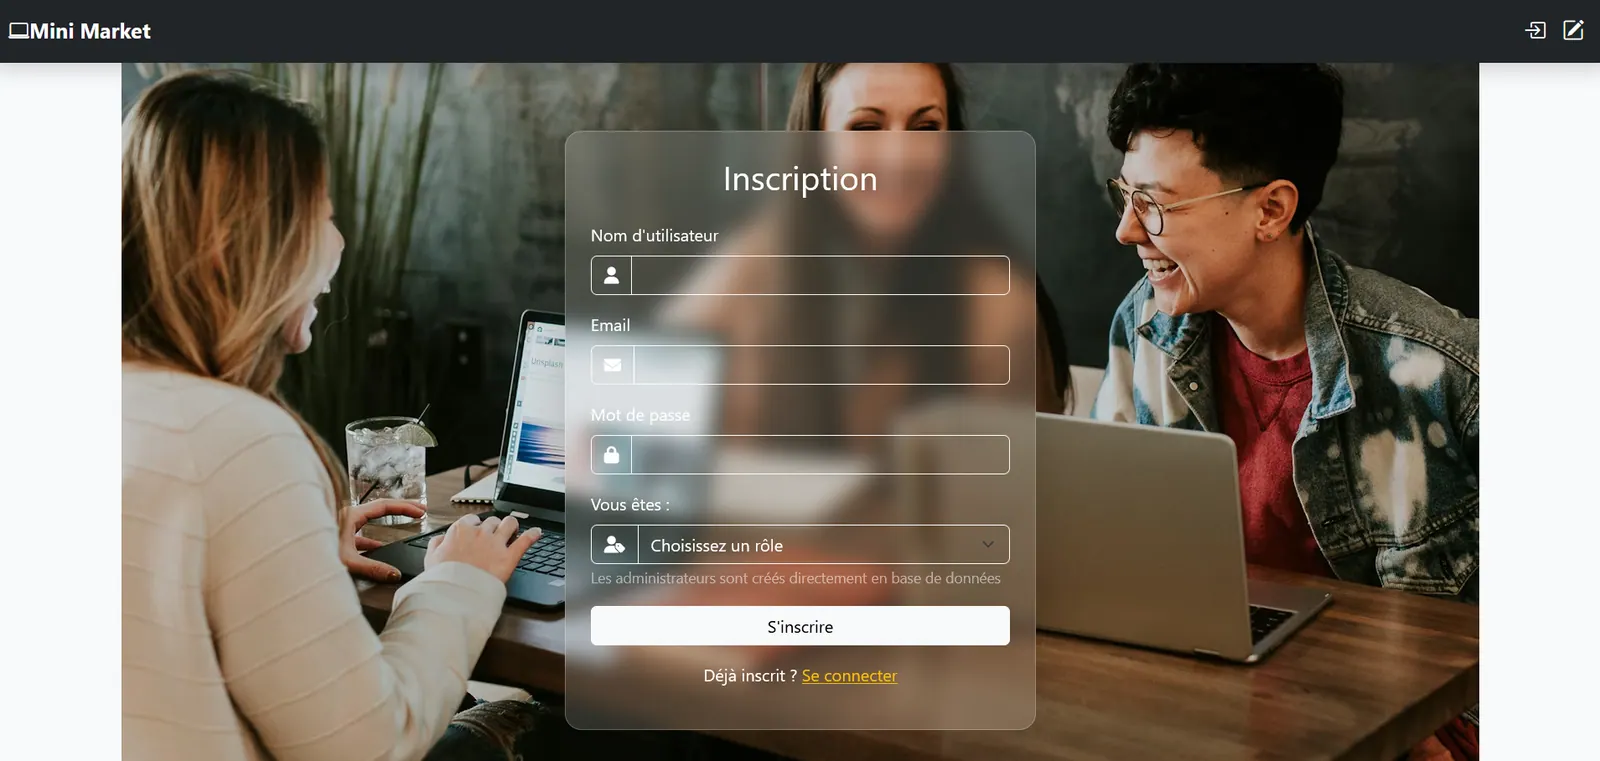 Mini Market
Inscription
Nom d'utilisateur
Email
Unsplash
Mot de passe
Vous êtes :
Choisissez un rôle
Les administrateurs sont créés directement en base de données
S'inscrire
Déjà inscrit ? Se connecter